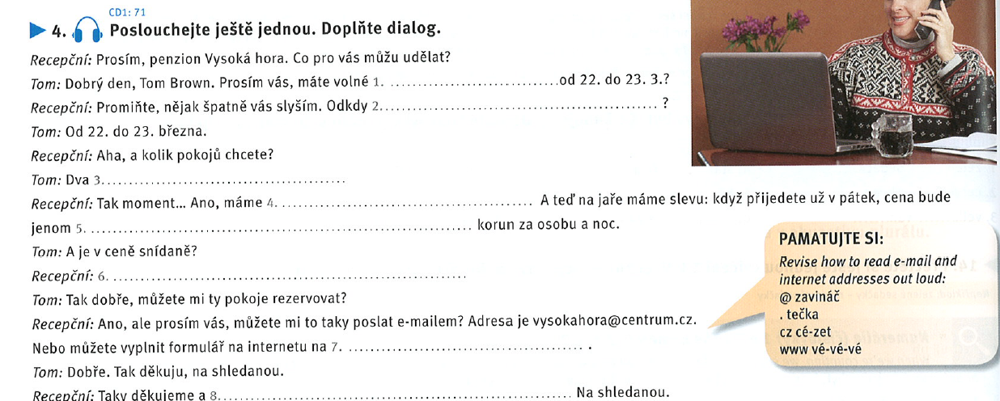 CD1: 71
4. Poslouchejte ještě jednou. Doplňte dialog.
Recepční: Prosím, penzion Vysoká hora. Co pro vás můžu udělat?
Tom: Dobrý den, Tom Brown. Prosím vás, máte volné 1. ..............................od 22. do 23. 3.?
Recepční: Promiňte, nějak špatně vás slyším. Odkdy 2.................................................. ?
Tom: Od 22. do 23. března.
Recepční: Aha, a kolik pokojů chcete?
Tom: Dva 3...........................................
Recepční: Tak moment... Ano, máme 4. ............................................. A teď na jaře máme slevu: když přijedete už v pátek, cena bude
jenom 5. .................................................................... korun za osobu a noc.
Tom: A je v ceně snídaně?
Recepční: 6................................................................
Tom: Tak dobře, můžete mi ty pokoje rezervovat?
Recepční: Ano, ale prosím vás, můžete mi to taky poslat e-mailem? Adresa je vysokahora@centrum.cz.
Nebo můžete vyplnit formulář na internetu na 7. ........................................... .
Tom: Dobře. Tak děkuju, na shledanou.
Recepční: Taky děkujeme a 8................................................................ Na shledanou.
PAMATUJTE SI:
Revise how to read e-mail and
internet addresses out loud:
@ zavináč
. tečka
cz cé-zet
www vé-vé-vé